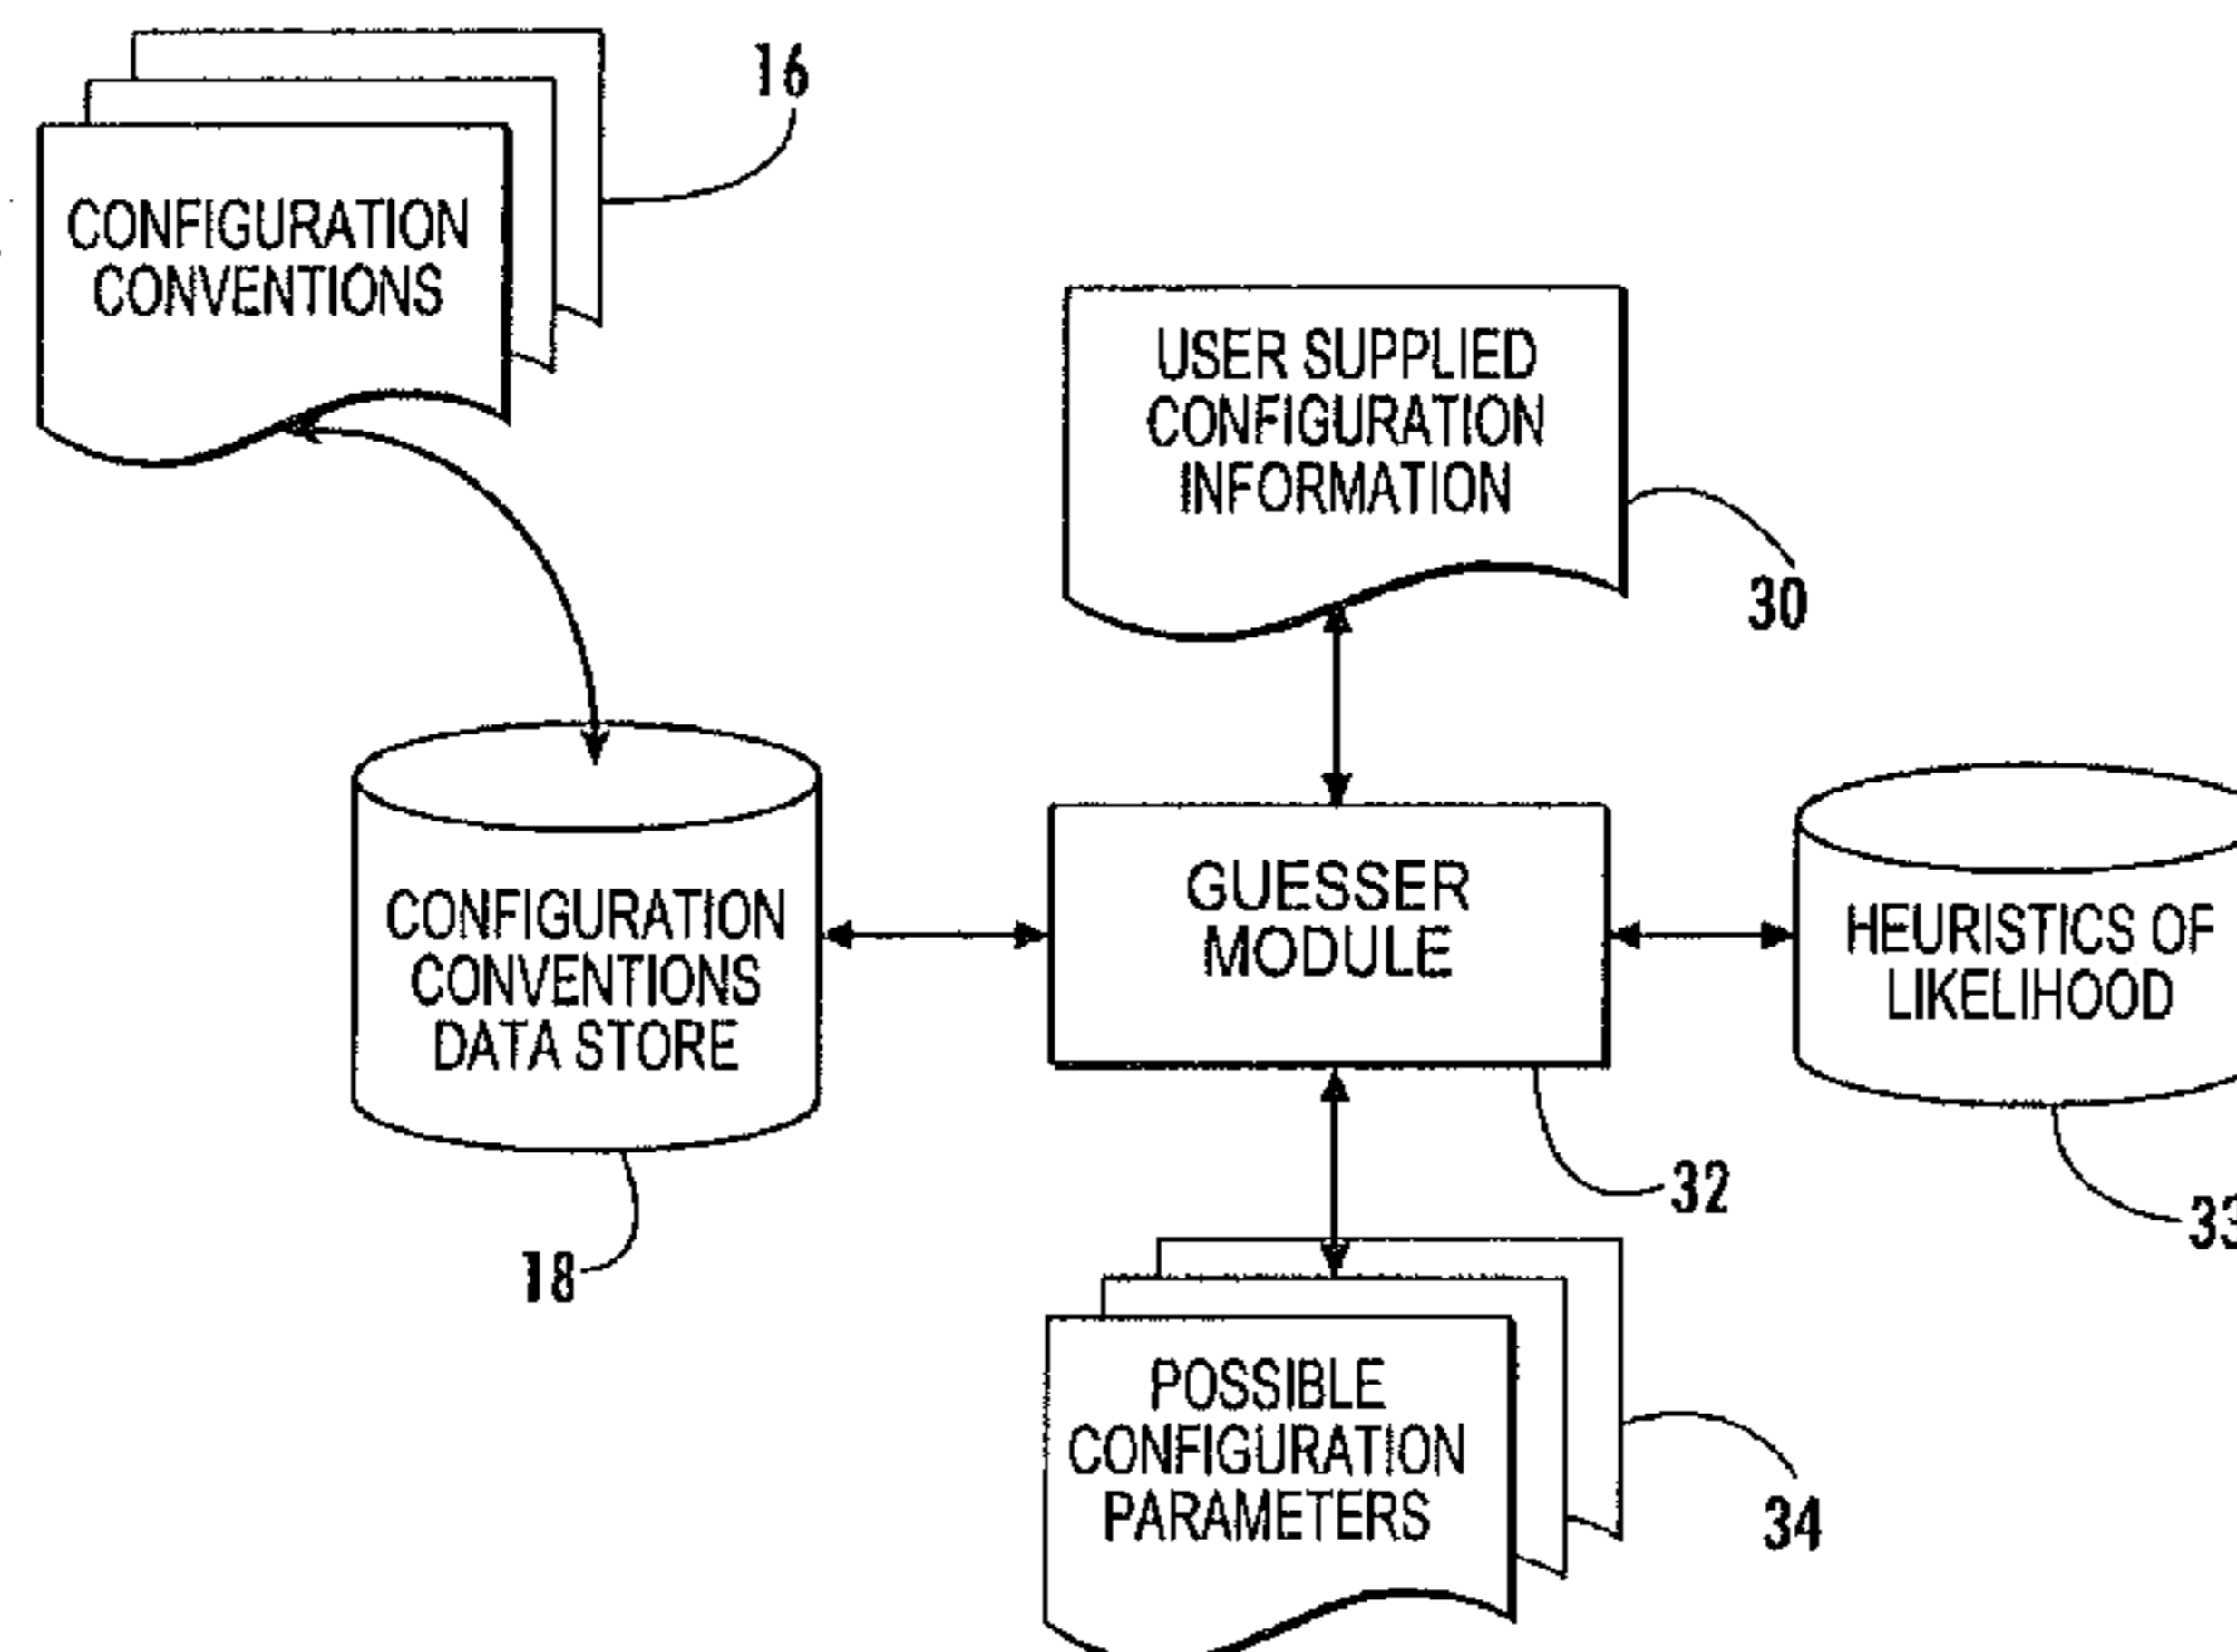 16
CONFIGURATION
CONVENTIONS
USER SUPPLIED
CONFIGURATION
INFORMATION
30
CONFIGURATION
CONVENTIONS
DATA STORE
18
GUESSER
MODULE
32
HEURISTICS OF
LIKELIHOOD
33
POSSIBLE
CONFIGURATION
PARAMETERS
34